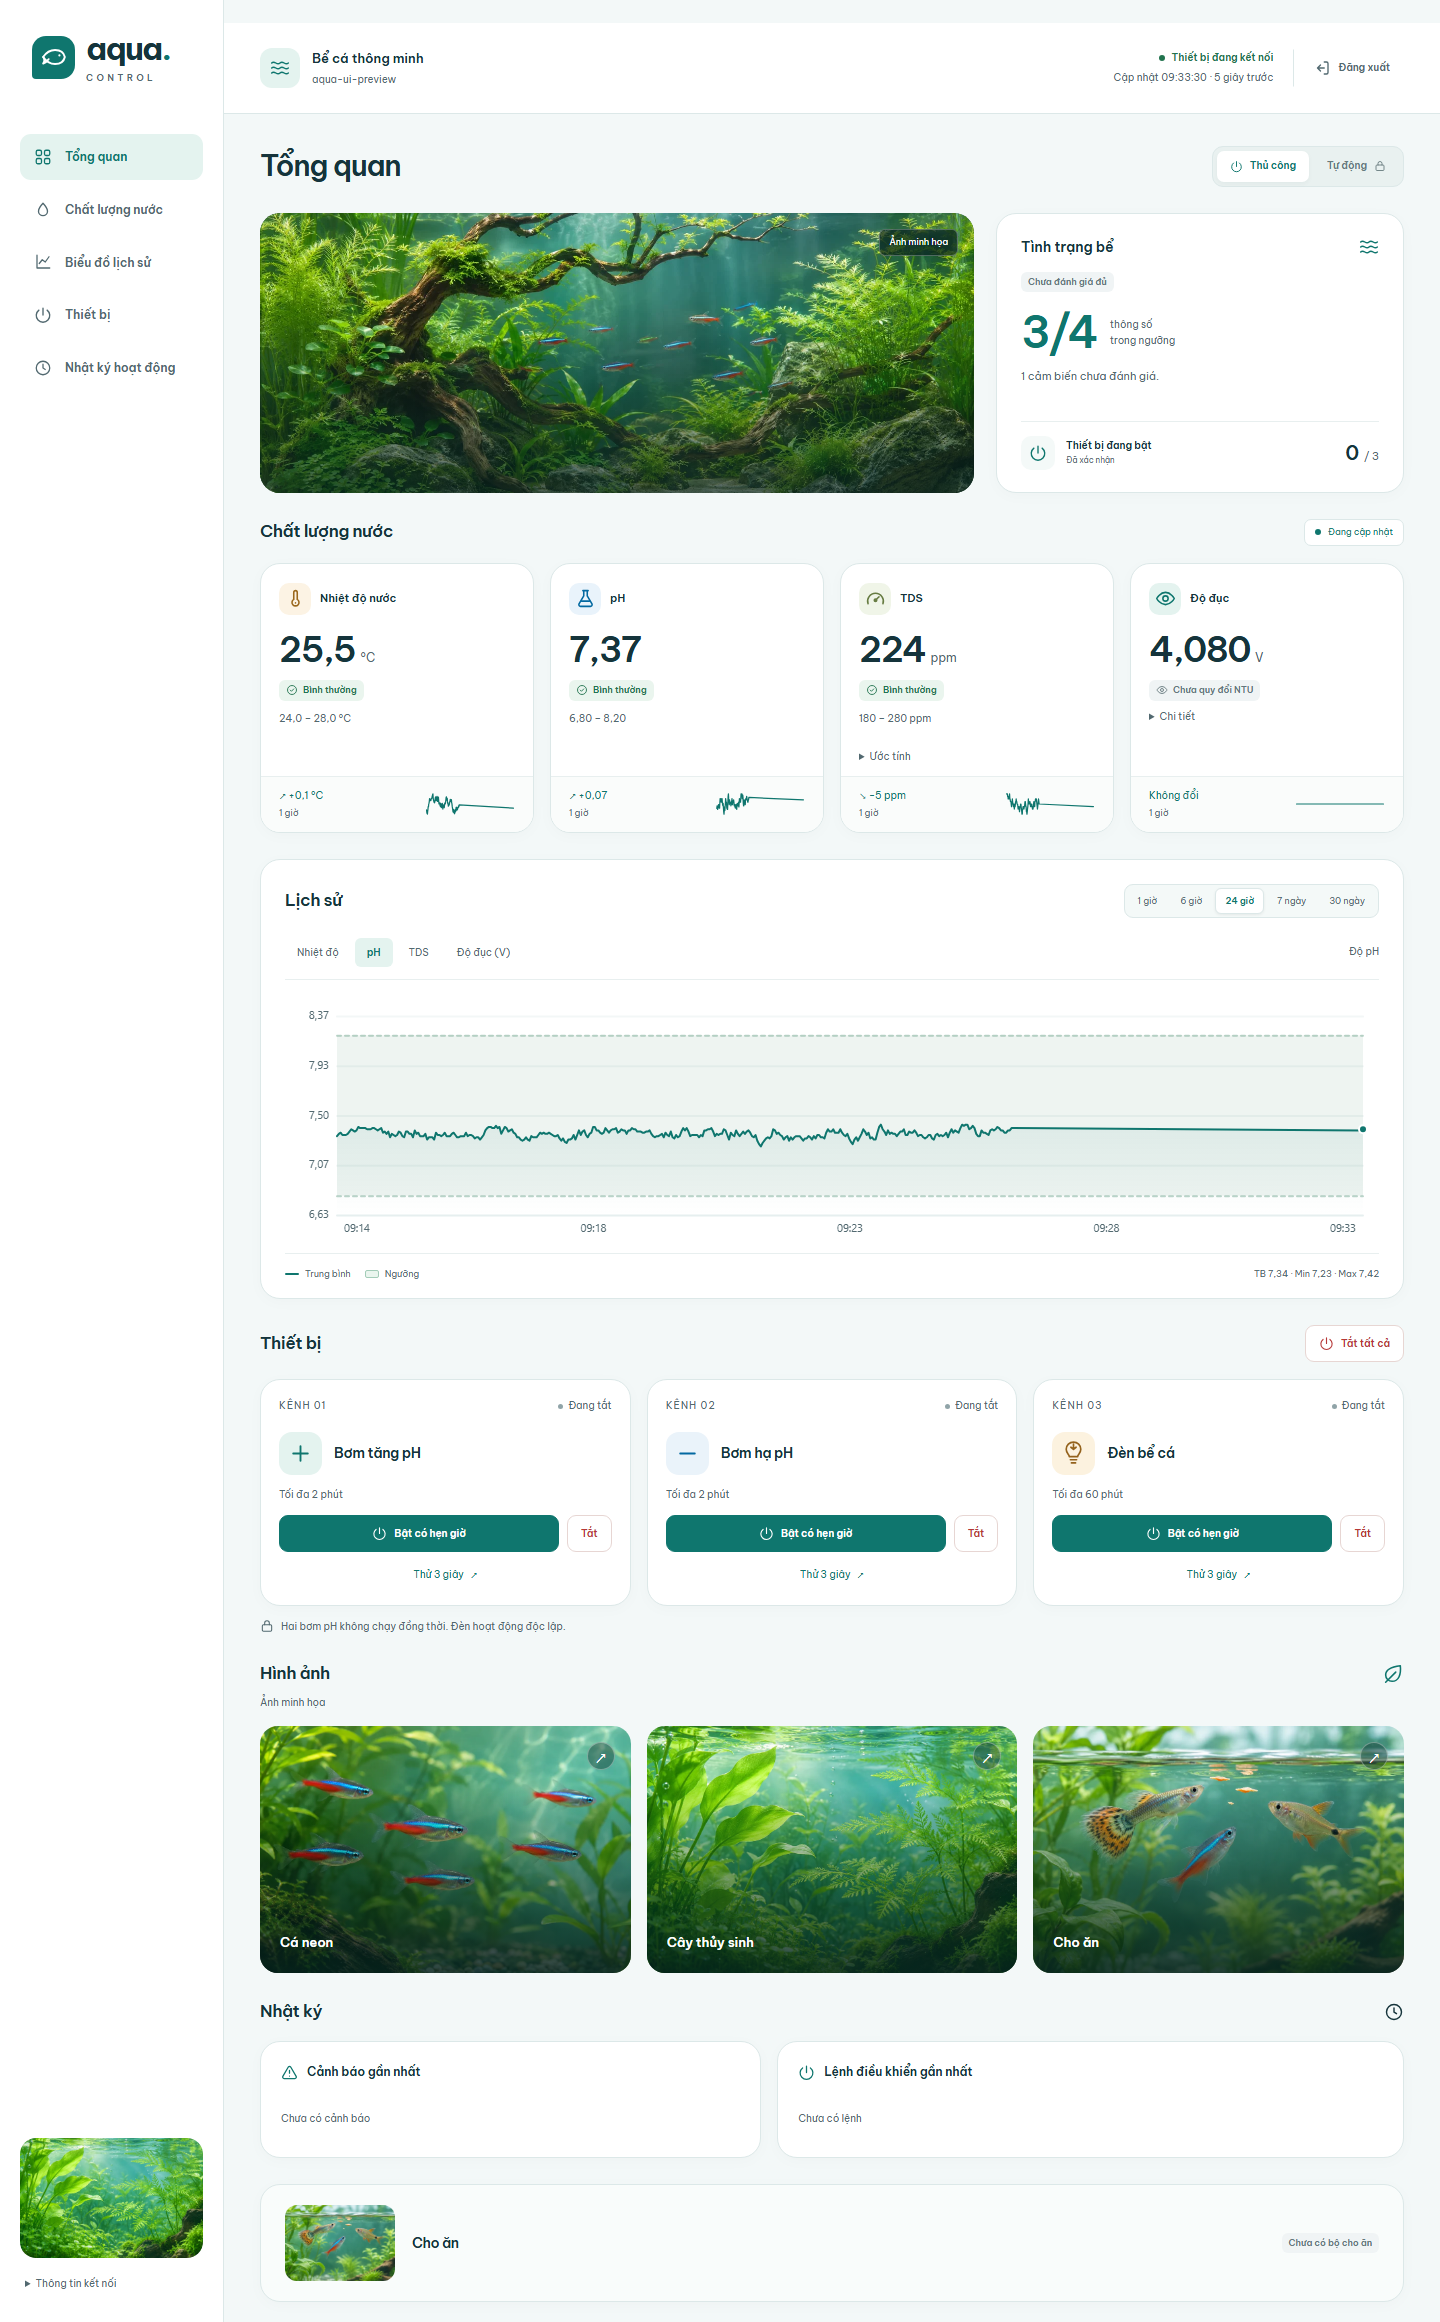 aqua.
CONTROL
Tổng quan
Chất lượng nước
Biểu đồ lịch sử
Thiết bị
Nhật ký hoạt động
Thông tin kết nối
Bể cá thông minh
aqua-ui-preview
Thiết bị đang kết nối
Cập nhật 09:33:30 · 5 giây trước
Đăng xuất
Tổng quan
Thủ công
Tự động
Ảnh minh họa
Tình trạng bể
Chưa đánh giá đủ
3/4
thông số
trong ngưỡng
1 cảm biến chưa đánh giá.
Thiết bị đang bật
Đã xác nhận
0 / 3
Chất lượng nước
Đang cập nhật
Nhiệt độ nước
25,5 °C
Bình thường
24,0 – 28,0 °C
↗ +0,1 °C
1 giờ
pH
7,37
Bình thường
6,80 – 8,20
↗ +0,07
1 giờ
TDS
224 ppm
Bình thường
180 – 280 ppm
Ước tính
↘ −5 ppm
1 giờ
Độ đục
4,080 V
Chưa quy đổi NTU
Chi tiết
Không đổi
1 giờ
Lịch sử
1 giờ
6 giờ
24 giờ
7 ngày
30 ngày
Nhiệt độ
pH
TDS
Độ đục (V)
Độ pH
8,37
7,93
7,50
7,07
6,63
09:14
09:18
09:23
09:28
09:33
Trung bình
Ngưỡng
TB 7,34 · Min 7,23 · Max 7,42
Thiết bị
Tắt tất cả
KÊNH 01
Đang tắt
Bơm tăng pH
Tối đa 2 phút
Bật có hẹn giờ
Tắt
Thử 3 giây ↗
KÊNH 02
Đang tắt
Bơm hạ pH
Tối đa 2 phút
Bật có hẹn giờ
Tắt
Thử 3 giây ↗
KÊNH 03
Đang tắt
Đèn bể cá
Tối đa 60 phút
Bật có hẹn giờ
Tắt
Thử 3 giây ↗
Hai bơm pH không chạy đồng thời. Đèn hoạt động độc lập.
Hình ảnh
Ảnh minh họa
Cá neon
Cây thủy sinh
Cho ăn
Nhật ký
Cảnh báo gần nhất
Chưa có cảnh báo
Lệnh điều khiển gần nhất
Chưa có lệnh
Cho ăn
Chưa có bộ cho ăn